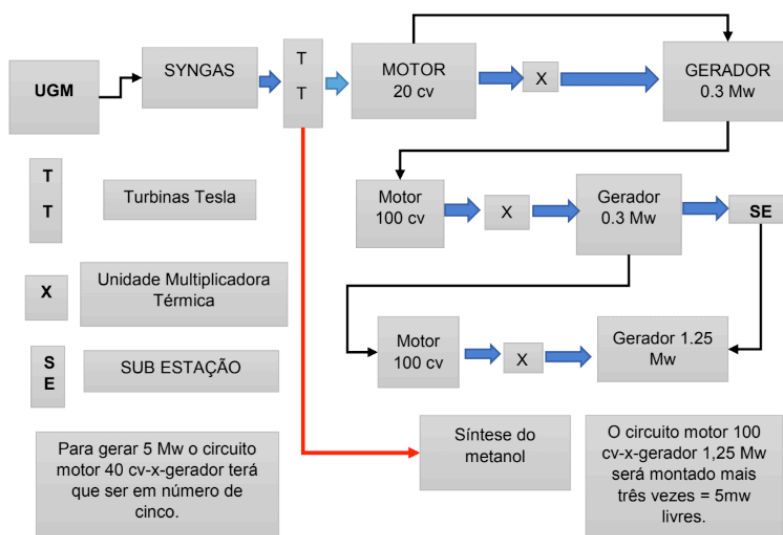 UGM
SYNGAS
T
T
MOTOR
20 cv
X
GERADOR
0.3 Mw
T
T
Turbinas Tesla
Motor
100 cv
X
Gerador
0.3 Mw
SE
X
Unidade Multiplicadora
Térmica
Motor
100 cv
X
Gerador 1.25
Mw
S
E
SUB ESTAÇÃO
Para gerar 5 Mw o circuito
motor 40 cv-x-gerador terá
que ser em número de
cinco.
Síntese do
metanol
O circuito motor 100
cv-x-gerador 1,25 Mw
será montado mais
três vezes = 5mw
livres.